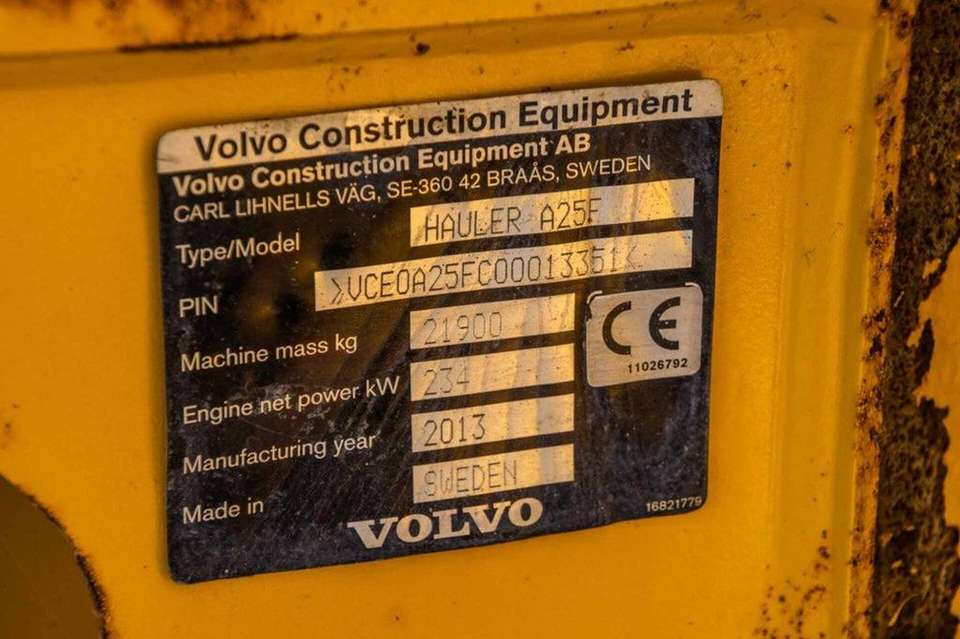 Volvo Construction Equipment
Volvo Construction Equipment AB
CARL LIHNELLS VÄG, SE-360 42 BRAÅS, SWEDEN
Type/Model HAULER A25F
PIN >VCE0A25FC00013351<
Machine mass kg 21900
CE
11026792
Engine net power kW 234
Manufacturing year 2013
Made in SWEDEN
VOLVO
16821779